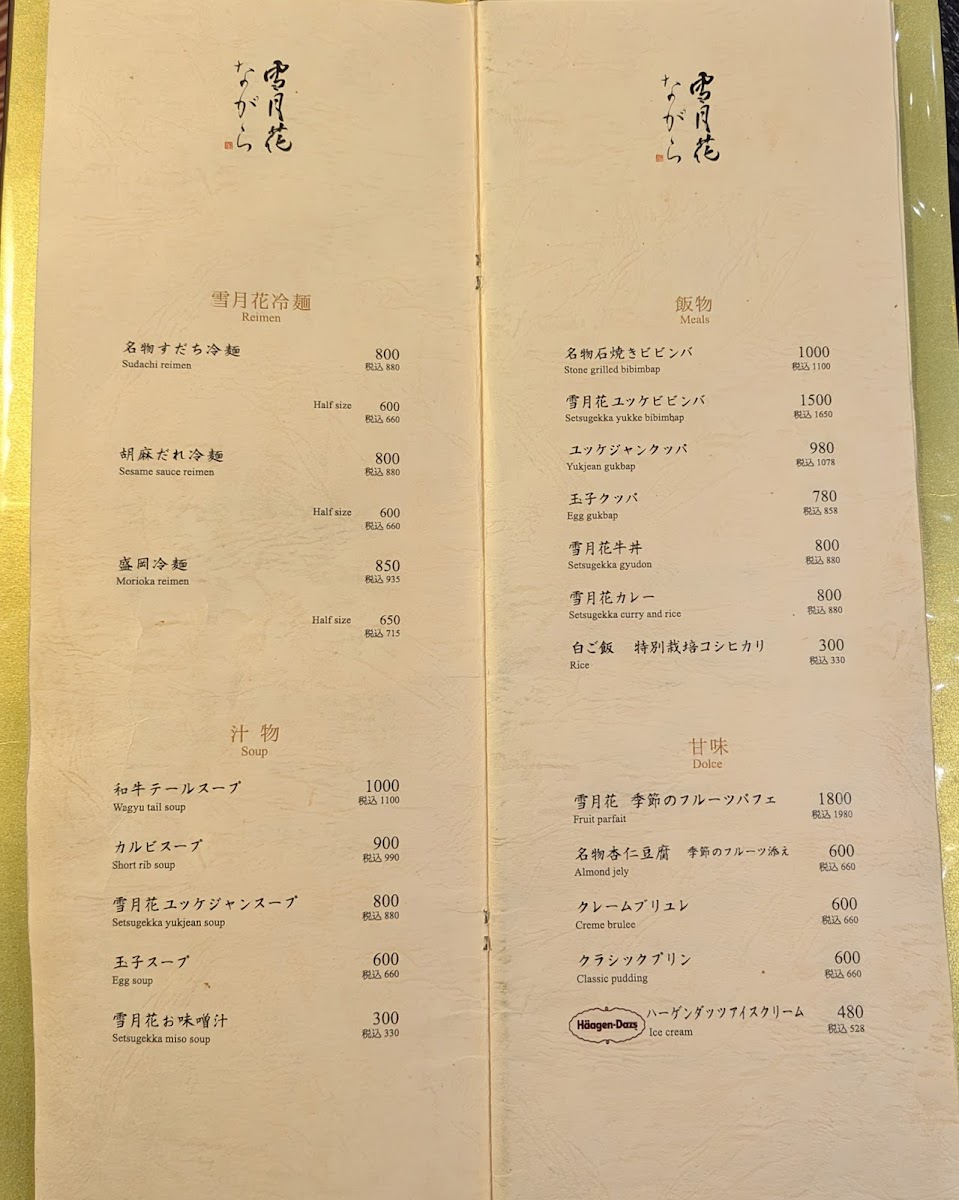 雪月花
ながら
雪月花冷麺
Reimen
名物すだち冷麺 800
Sudachi reimen 税込 880
Half size 600
税込 660
胡麻だれ冷麺 800
Sesame sauce reimen 税込 880
Half size 600
税込 660
盛岡冷麺 850
Morioka reimen 税込 935
Half size 650
税込 715
汁物
Soup
和牛テールスープ 1000
Wagyu tail soup 税込 1100
カルビスープ 900
Short rib soup 税込 990
雪月花ユッケジャンスープ 800
Setsugekka yukjean soup 税込 880
玉子スープ 600
Egg soup 税込 660
雪月花お味噌汁 300
Setsugekka miso soup 税込 330
雪月花
ながら
飯物
Meals
名物石焼きビビンバ 1000
Stone grilled bibimbap 税込 1100
雪月花ユッケビビンバ 1500
Setsugekka yukke bibimbap 税込 1650
ユッケジャンクッパ 980
Yukjean gukbap 税込 1078
玉子クッパ 780
Egg gukbap 税込 858
雪月花牛丼 800
Setsugekka gyudon 税込 880
雪月花カレー 800
Setsugekka curry and rice 税込 880
白ご飯 特別栽培コシヒカリ 300
Rice 税込 330
甘味
Dolce
雪月花 季節のフルーツパフェ 1800
Fruit parfait 税込 1980
名物杏仁豆腐 季節のフルーツ添え 600
Almond jely 税込 660
クレームブリュレ 600
Creme brulee 税込 660
クラシックプリン 600
Classic pudding 税込 660
Häagen-Dazs ハーゲンダッツアイスクリーム 480
Ice cream 税込 528